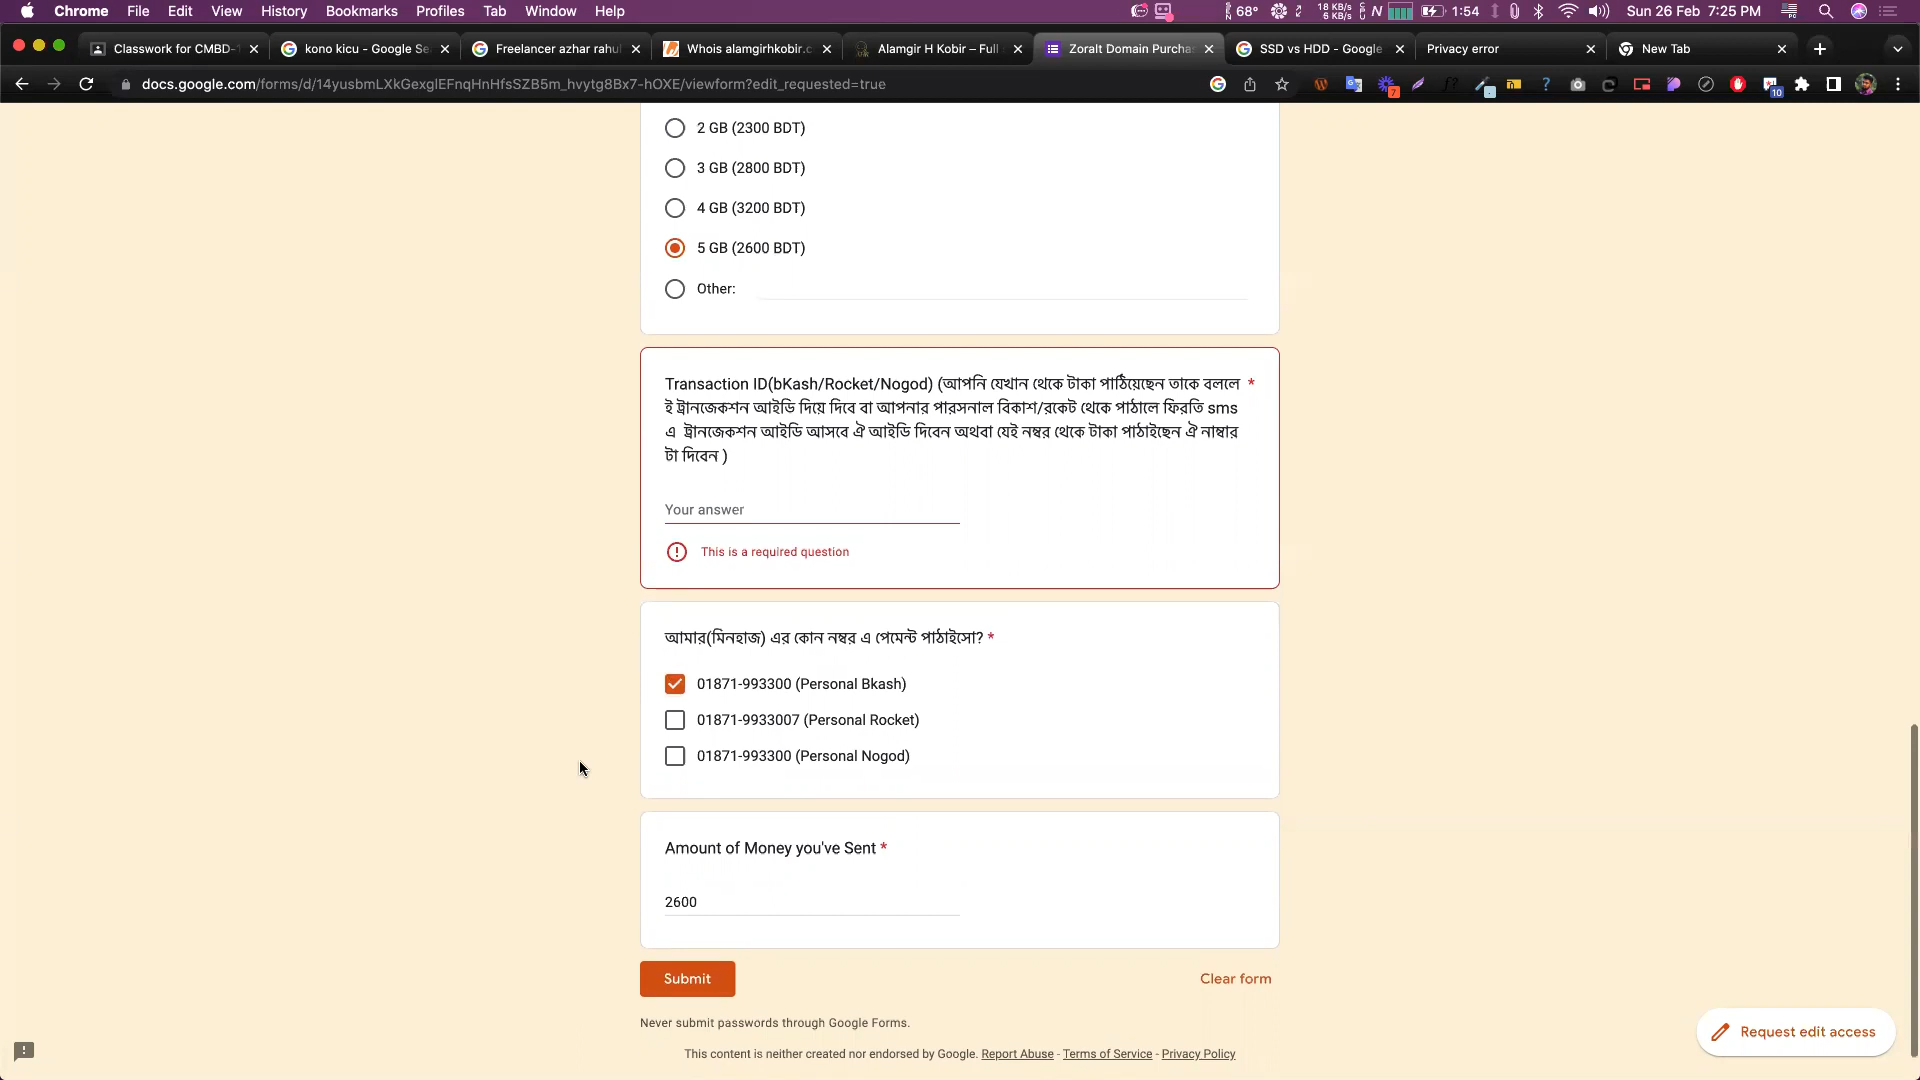 Chrome File Edit View History Bookmarks Profiles Tab Window Help 68° 18 KB/s 6 KB/s 1:54 Sun 26 Feb 7:25 PM
Classwork for CMBD- kono kicu - Google Se Freelancer azhar rahul Whois alamgirhkobir.c Alamgir H Kobir – Full Zoralt Domain Purcha SSD vs HDD - Google Privacy error New Tab
docs.google.com/forms/d/14yusbmLXkGexglEFnqHnHfsSZB5m_hvytg8Bx7-hOXE/viewform?edit_requested=true 7 10
2 GB (2300 BDT)
3 GB (2800 BDT)
4 GB (3200 BDT)
5 GB (2600 BDT)
Other:
Transaction ID(bKash/Rocket/Nogod) (আপনি যেখান থেকে টাকা পাঠিয়েছেন তাকে বললে *
ই ট্রানজেকশন আইডি দিয়ে দিবে বা আপনার পারসনাল বিকাশ/রকেট থেকে পাঠালে ফিরতি sms
এ ট্রানজেকশন আইডি আসবে ঐ আইডি দিবেন অথবা যেই নম্বর থেকে টাকা পাঠাইছেন ঐ নাম্বার
টা দিবেন )
Your answer
This is a required question
আমার(মিনহাজ) এর কোন নম্বর এ পেমেন্ট পাঠাইসো? *
01871-993300 (Personal Bkash)
01871-9933007 (Personal Rocket)
01871-993300 (Personal Nogod)
Amount of Money you've Sent *
2600
Submit Clear form
Never submit passwords through Google Forms.
Request edit access
This content is neither created nor endorsed by Google. Report Abuse - Terms of Service - Privacy Policy